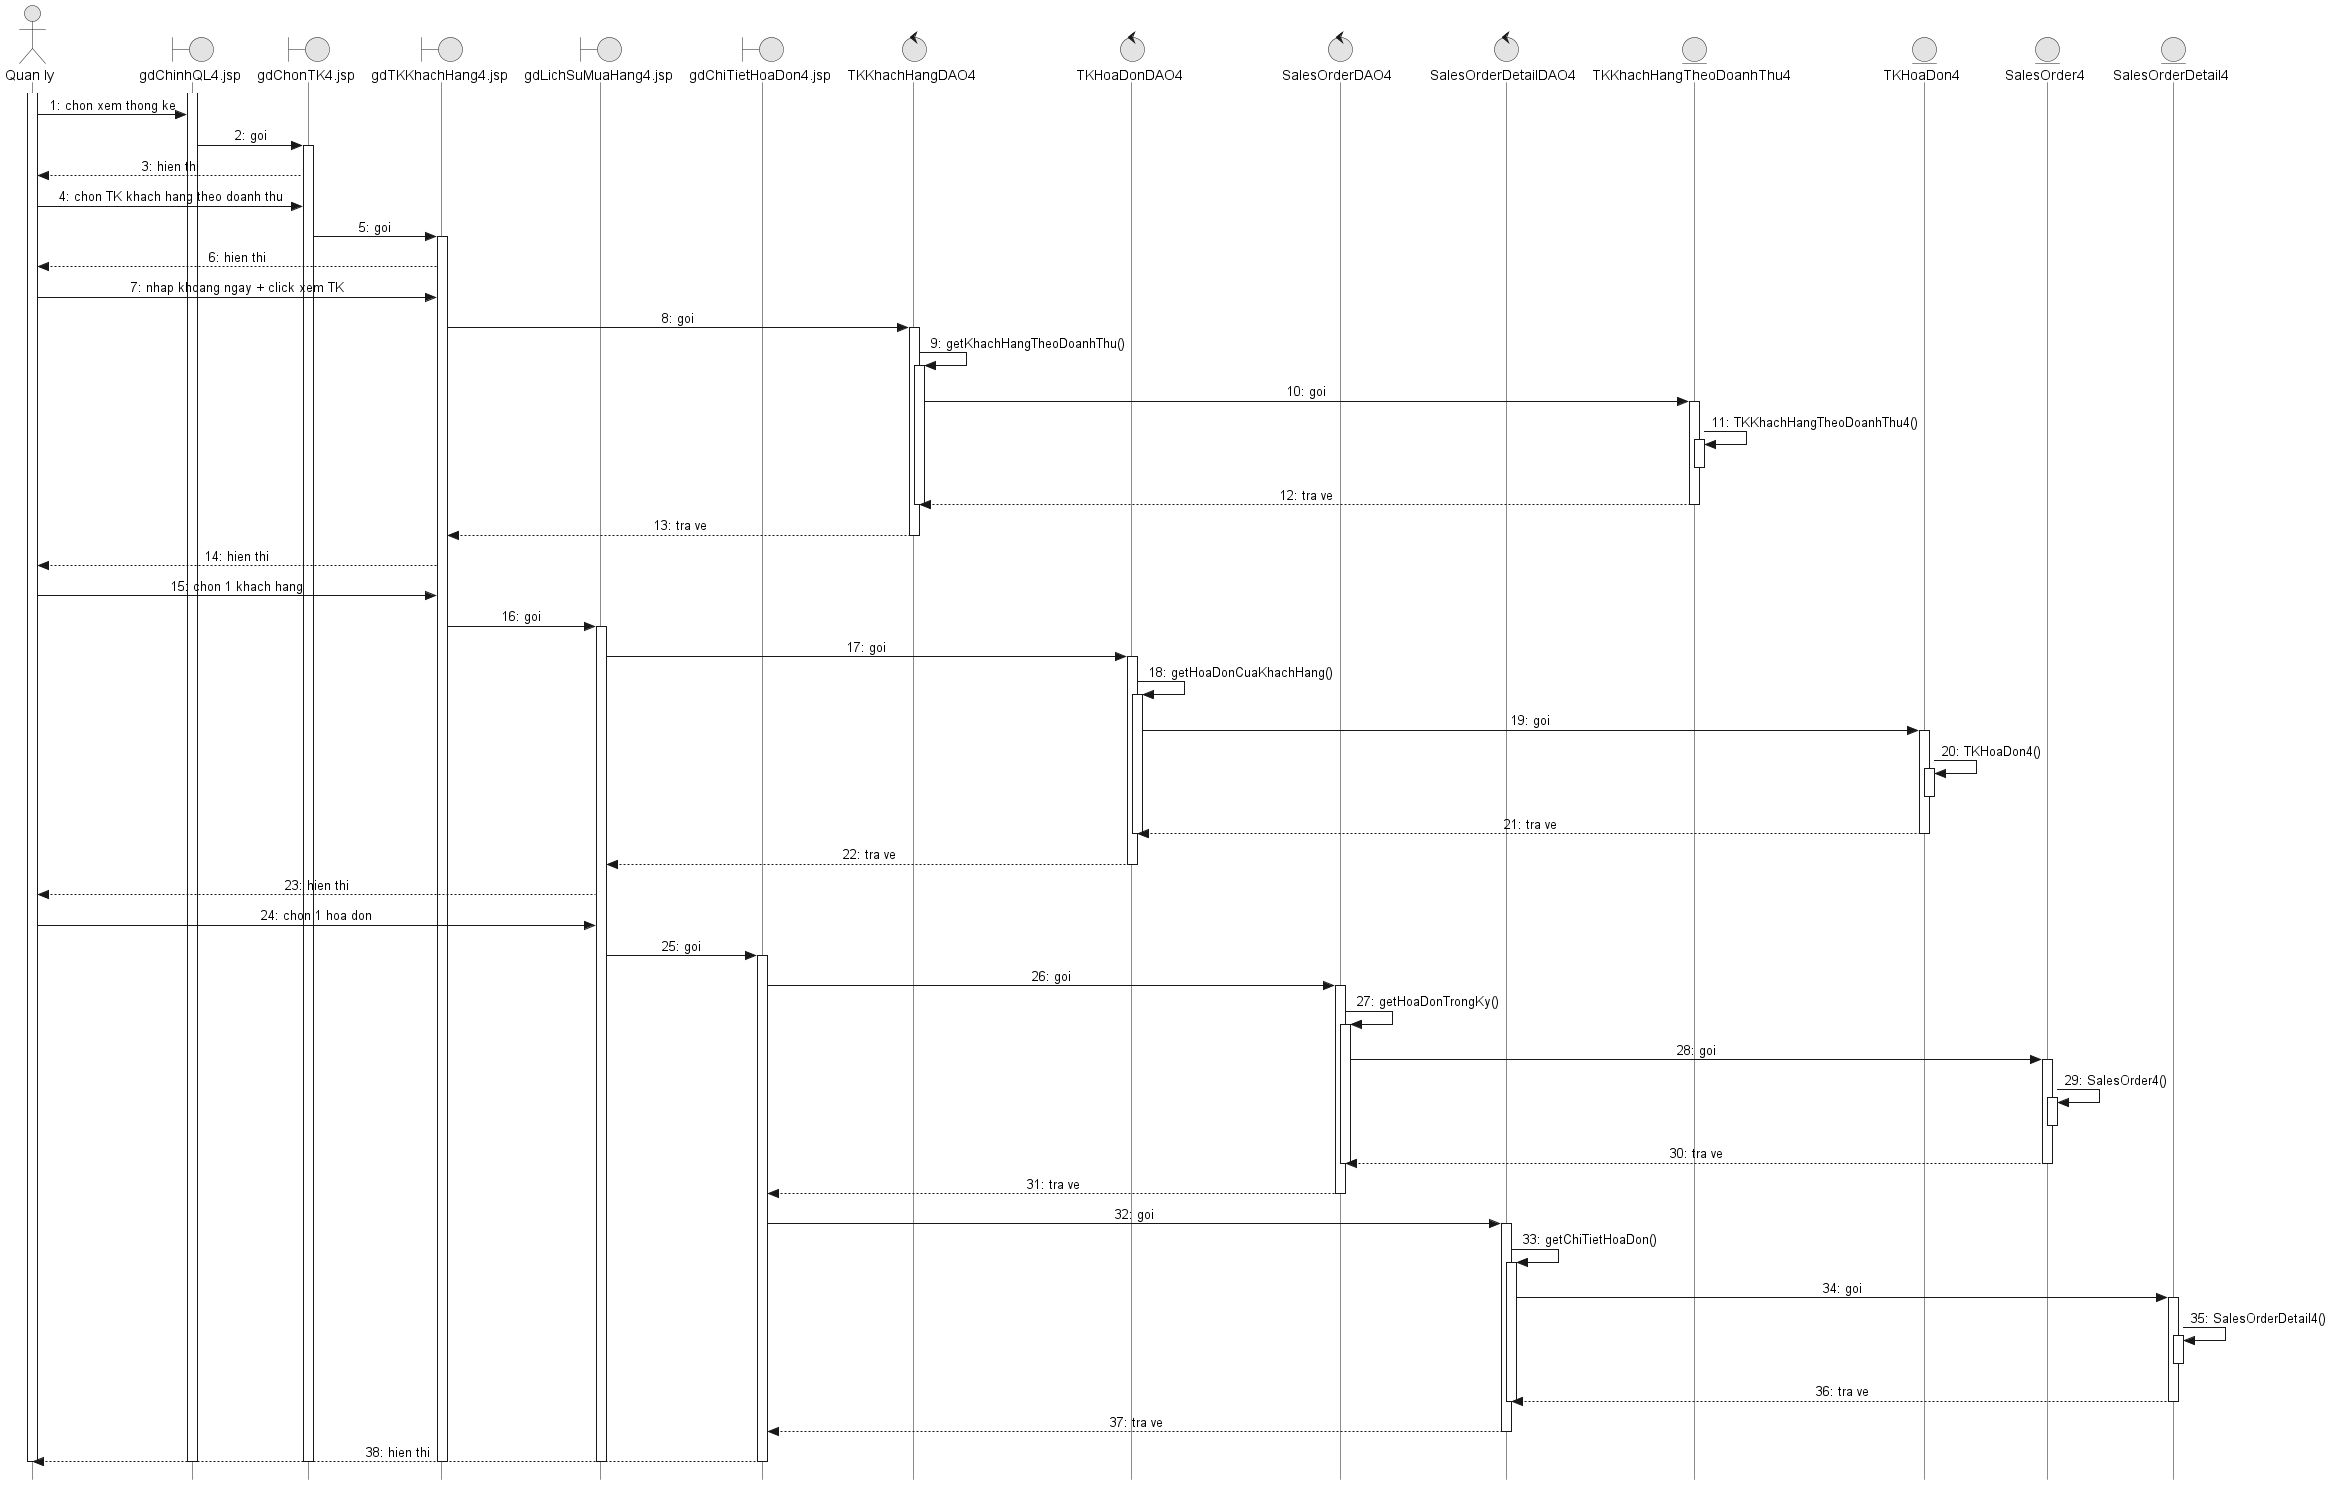 Quan ly
gdChinhQL4.jsp
gdChonTK4.jsp
gdTKKhachHang4.jsp
gdLichSuMuaHang4.jsp
gdChiTietHoaDon4.jsp
TKKhachHangDAO4
TKHoaDonDAO4
SalesOrderDAO4
SalesOrderDetailDAO4
TKKhachHangTheoDoanhThu4
TKHoaDon4
SalesOrder4
SalesOrderDetail4
1: chon xem thong ke
2: goi
3: hien thi
4: chon TK khach hang theo doanh thu
5: goi
6: hien thi
7: nhap khoang ngay + click xem TK
8: goi
9: getKhachHangTheoDoanhThu()
10: goi
11: TKKhachHangTheoDoanhThu4()
12: tra ve
13: tra ve
14: hien thi
15: chon 1 khach hang
16: goi
17: goi
18: getHoaDonCuaKhachHang()
19: goi
20: TKHoaDon4()
21: tra ve
22: tra ve
23: hien thi
24: chon 1 hoa don
25: goi
26: goi
27: getHoaDonTrongKy()
28: goi
29: SalesOrder4()
30: tra ve
31: tra ve
32: goi
33: getChiTietHoaDon()
34: goi
35: SalesOrderDetail4()
36: tra ve
37: tra ve
38: hien thi